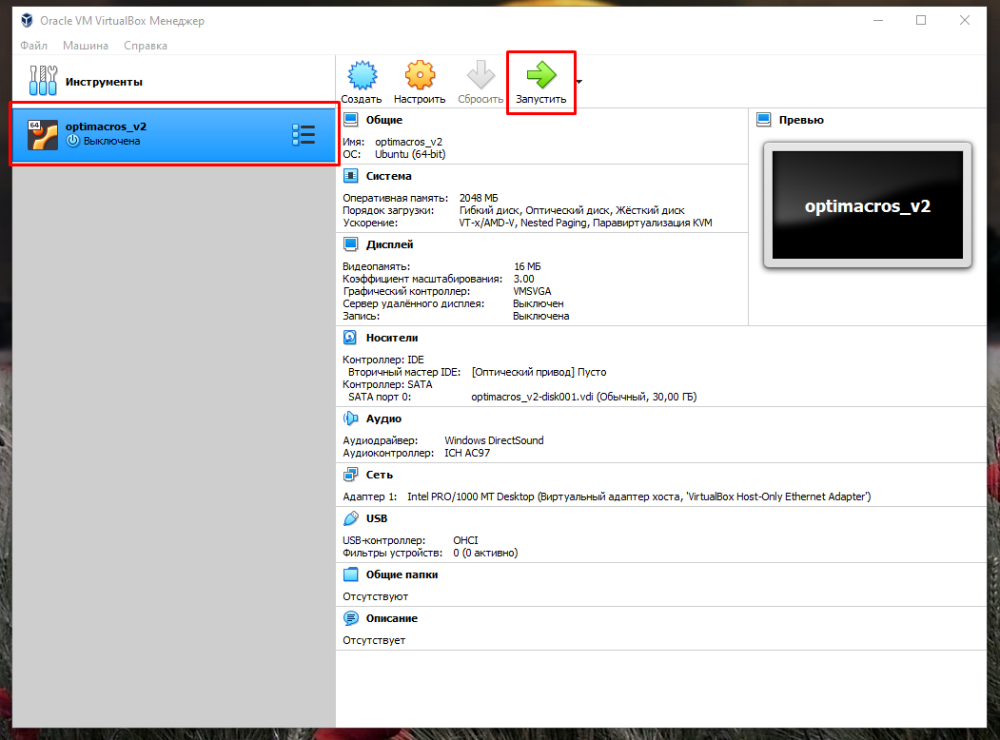 Oracle VM VirtualBox Менеджер
Файл Машина Справка
Инструменты
Создать Настроить Сбросить Запустить
64
optimacros_v2
Выключена
Общие
Имя: optimacros_v2
ОС: Ubuntu (64-bit)
Превью
optimacros_v2
Система
Оперативная память: 2048 МБ
Порядок загрузки: Гибкий диск, Оптический диск, Жёсткий диск
Ускорение: VT-x/AMD-V, Nested Paging, Паравиртуализация KVM
Дисплей
Видеопамять: 16 МБ
Коэффициент масштабирования: 3.00
Графический контроллер: VMSVGA
Сервер удалённого дисплея: Выключен
Запись: Выключена
Носители
Контроллер: IDE
Вторичный мастер IDE: [Оптический привод] Пусто
Контроллер: SATA
SATA порт 0: optimacros_v2-disk001.vdi (Обычный, 30,00 ГБ)
Аудио
Аудиодрайвер: Windows DirectSound
Аудиоконтроллер: ICH AC97
Сеть
Адаптер 1: Intel PRO/1000 MT Desktop (Виртуальный адаптер хоста, 'VirtualBox Host-Only Ethernet Adapter')
USB
USB-контроллер: OHCI
Фильтры устройств: 0 (0 активно)
Общие папки
Отсутствуют
Описание
Отсутствует